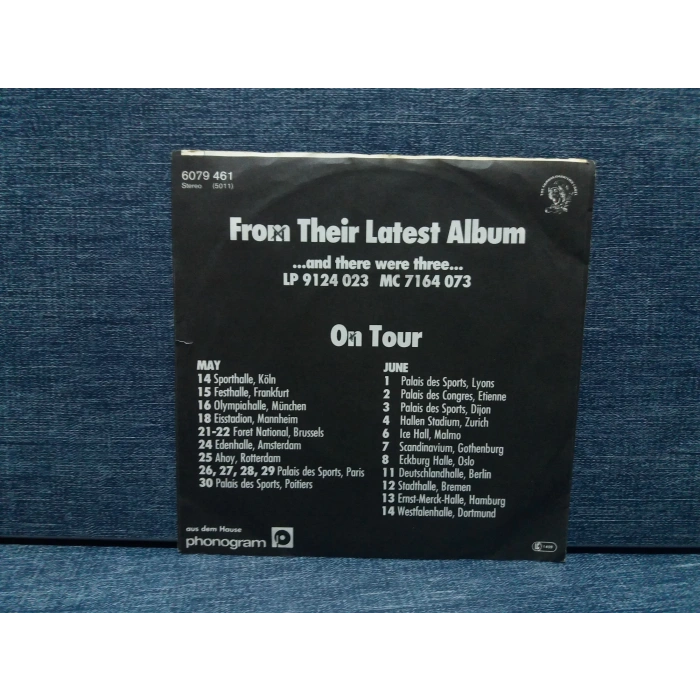 6079 461
Stereo (5011)
From Their Latest Album
...and there were three...
LP 9124 023 MC 7164 073
On Tour
MAY
14 Sporthalle, Köln
15 Festhalle, Frankfurt
16 Olympiahalle, München
18 Eisstadion, Mannheim
21-22 Foret National, Brussels
24 Edenhalle, Amsterdam
25 Ahoy, Rotterdam
26, 27, 28, 29 Palais des Sports, Paris
30 Palais des Sports, Poitiers
JUNE
1 Palais des Sports, Lyons
2 Palais des Congres, Etienne
3 Palais des Sports, Dijon
4 Hallen Stadium, Zurich
6 Ice Hall, Malmo
7 Scandinavium, Gothenburg
8 Eckburg Halle, Oslo
11 Deutschlandhalle, Berlin
12 Stadthalle, Bremen
13 Ernst-Merck-Halle, Hamburg
14 Westfalenhalle, Dortmund
aus dem Hause
phonogram